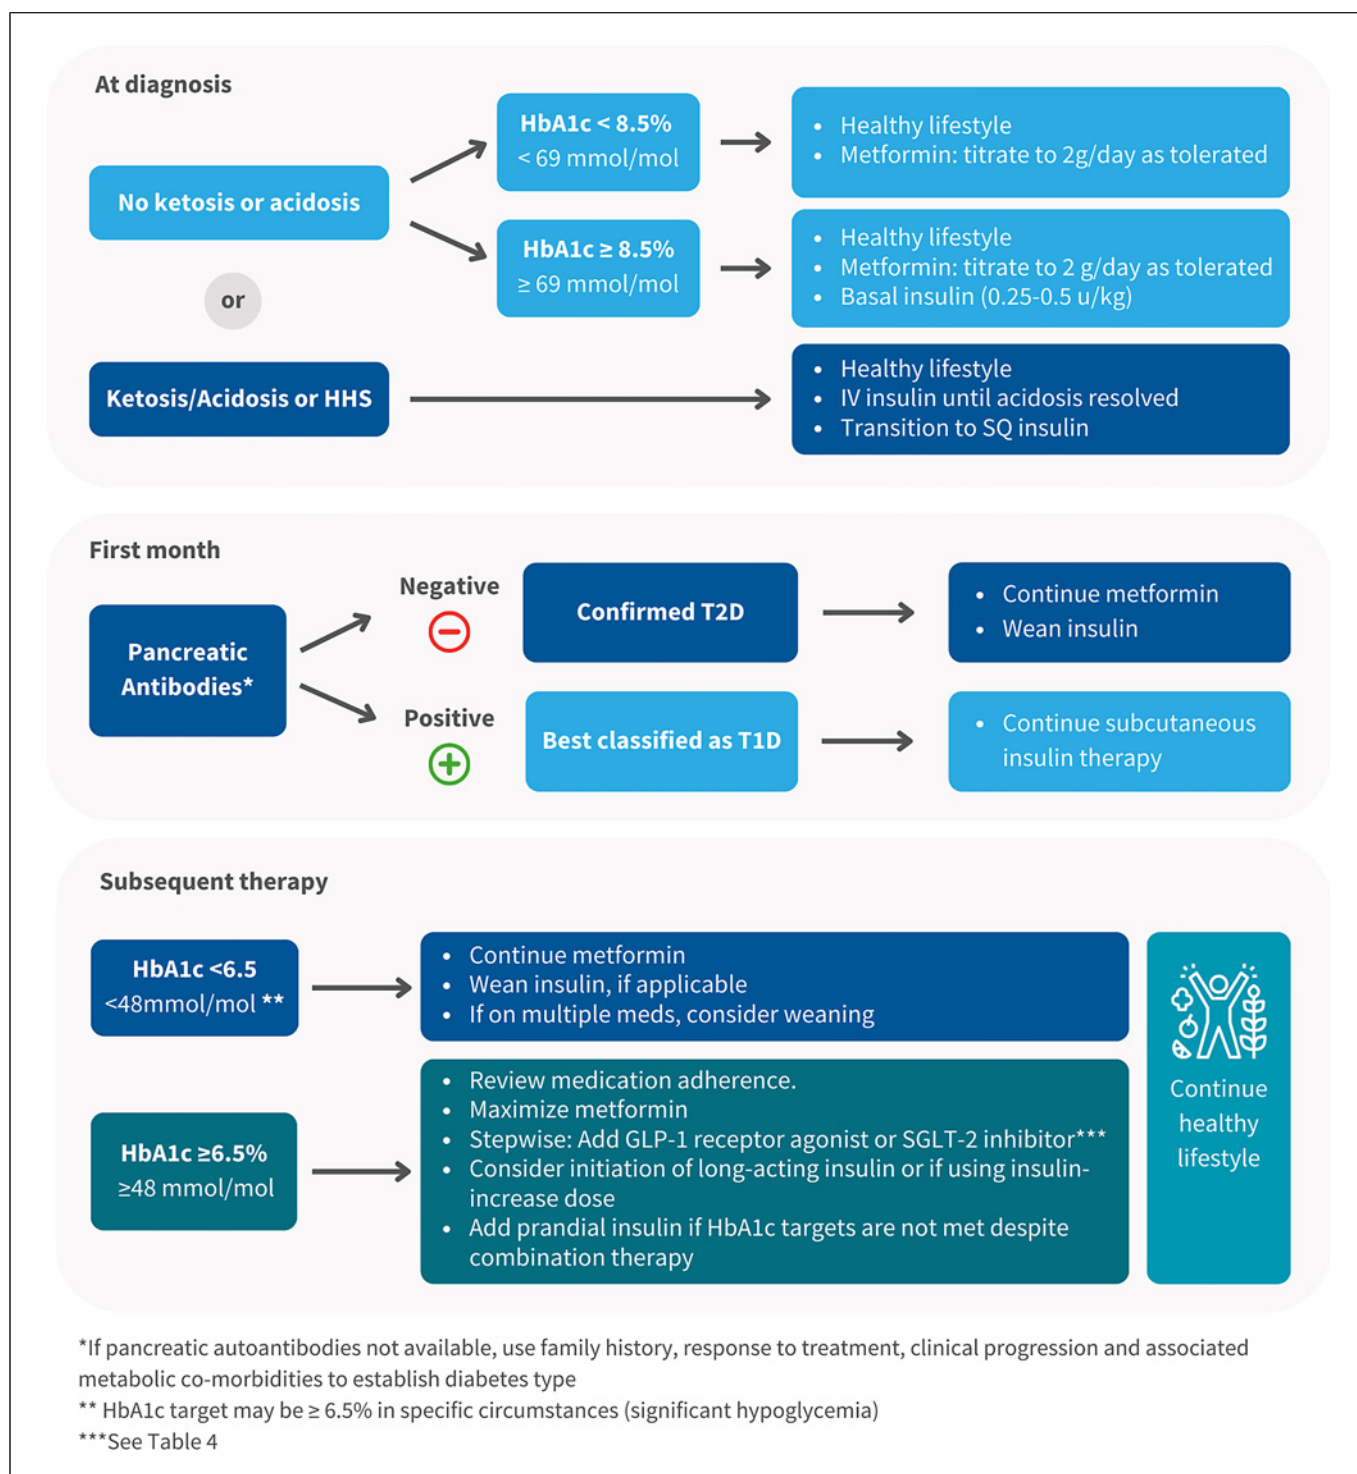 At diagnosis
No ketosis or acidosis
or
Ketosis/Acidosis or HHS
HbA1c < 8.5%
< 69 mmol/mol
• Healthy lifestyle
• Metformin: titrate to 2g/day as tolerated
HbA1c ≥ 8.5%
≥ 69 mmol/mol
• Healthy lifestyle
• Metformin: titrate to 2 g/day as tolerated
• Basal insulin (0.25-0.5 u/kg)
• Healthy lifestyle
• IV insulin until acidosis resolved
• Transition to SQ insulin
First month
Pancreatic
Antibodies*
Negative
Confirmed T2D
• Continue metformin
• Wean insulin
Positive
Best classified as T1D
• Continue subcutaneous
insulin therapy
Subsequent therapy
HbA1c <6.5
<48mmol/mol **
• Continue metformin
• Wean insulin, if applicable
• If on multiple meds, consider weaning
HbA1c ≥6.5%
≥48 mmol/mol
• Review medication adherence.
• Maximize metformin
• Stepwise: Add GLP-1 receptor agonist or SGLT-2 inhibitor***
• Consider initiation of long-acting insulin or if using insulin-
increase dose
• Add prandial insulin if HbA1c targets are not met despite
combination therapy
Continue
healthy
lifestyle
*If pancreatic autoantibodies not available, use family history, response to treatment, clinical progression and associated
metabolic co-morbidities to establish diabetes type
** HbA1c target may be ≥ 6.5% in specific circumstances (significant hypoglycemia)
***See Table 4